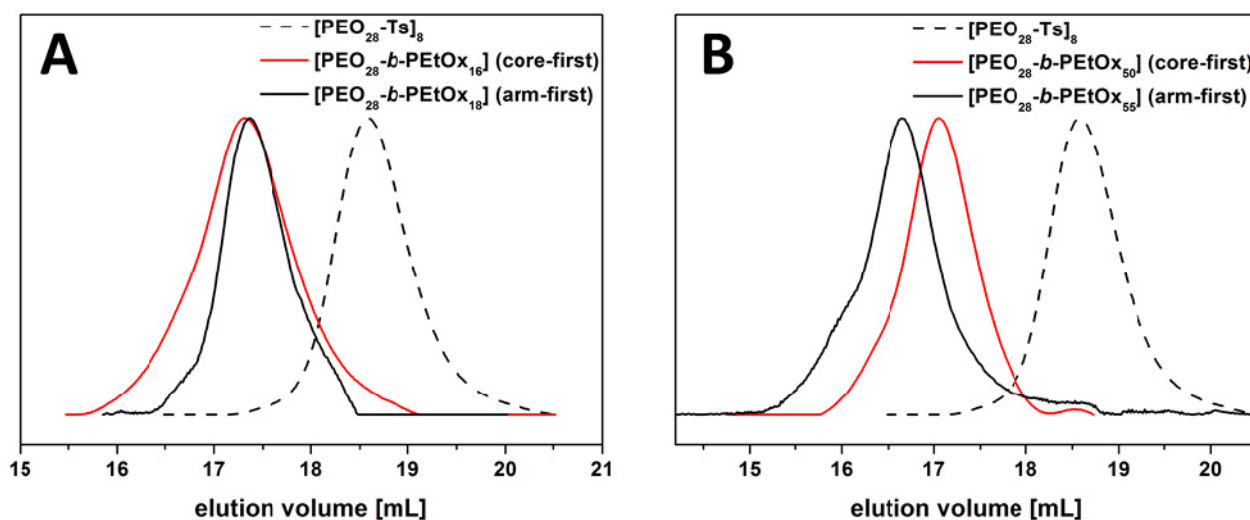 A
[PEO₂₈-Ts]₈
[PEO₂₈-b-PEtOx₁₆] (core-first)
[PEO₂₈-b-PEtOx₁₈] (arm-first)
15 16 17 18 19 20 21
elution volume [mL]
B
[PEO₂₈-Ts]₈
[PEO₂₈-b-PEtOx₅₀] (core-first)
[PEO₂₈-b-PEtOx₅₅] (arm-first)
15 16 17 18 19 20
elution volume [mL]